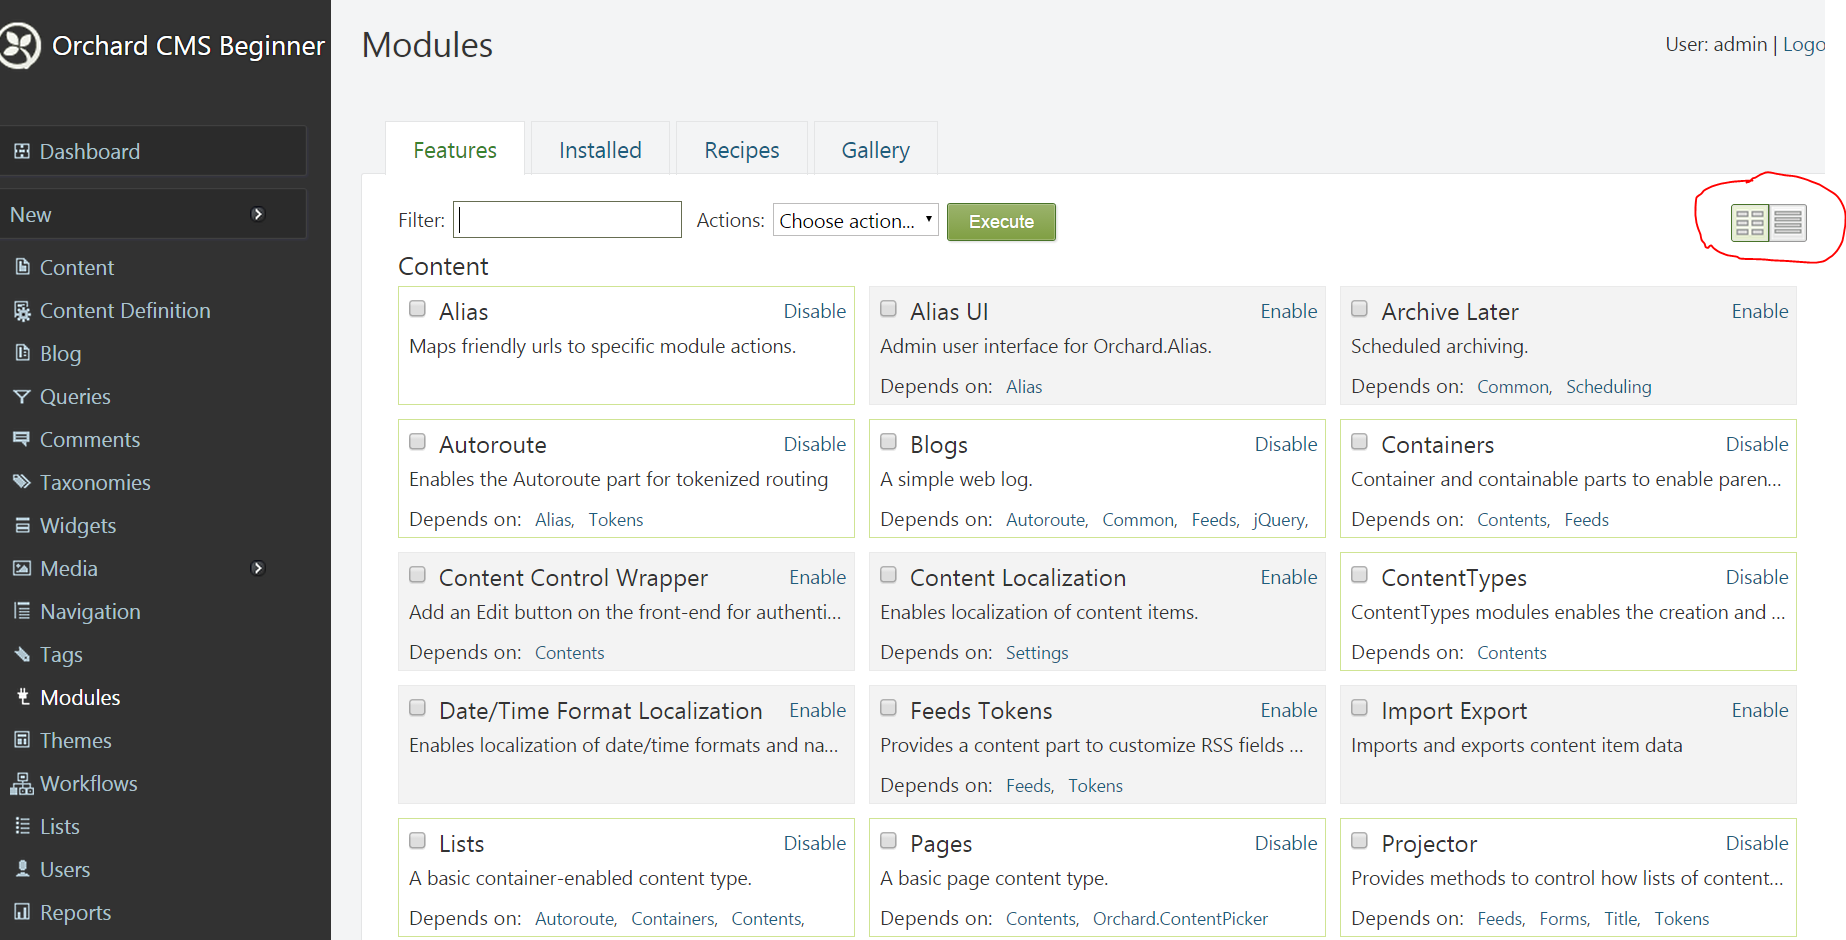 Orchard CMS Beginner
Modules
User: admin | Logo
Dashboard
New
Content
Content Definition
Blog
Queries
Comments
Taxonomies
Widgets
Media
Navigation
Tags
Modules
Themes
Workflows
Lists
Users
Reports
Features Installed Recipes Gallery
Filter: Actions: Choose action... Execute
Content
Alias Disable
Maps friendly urls to specific module actions.
Alias UI Enable
Admin user interface for Orchard.Alias.
Depends on: Alias
Archive Later Enable
Scheduled archiving.
Depends on: Common, Scheduling
Autoroute Disable
Enables the Autoroute part for tokenized routing
Depends on: Alias, Tokens
Blogs Disable
A simple web log.
Depends on: Autoroute, Common, Feeds, jQuery,
Containers Disable
Container and containable parts to enable paren...
Depends on: Contents, Feeds
Content Control Wrapper Enable
Add an Edit button on the front-end for authenti...
Depends on: Contents
Content Localization Enable
Enables localization of content items.
Depends on: Settings
ContentTypes Disable
ContentTypes modules enables the creation and ...
Depends on: Contents
Date/Time Format Localization Enable
Enables localization of date/time formats and na...
Feeds Tokens Enable
Provides a content part to customize RSS fields ...
Depends on: Feeds, Tokens
Import Export Enable
Imports and exports content item data
Lists Disable
A basic container-enabled content type.
Depends on: Autoroute, Containers, Contents,
Pages Disable
A basic page content type.
Depends on: Contents, Orchard.ContentPicker
Projector Disable
Provides methods to control how lists of content...
Depends on: Feeds, Forms, Title, Tokens